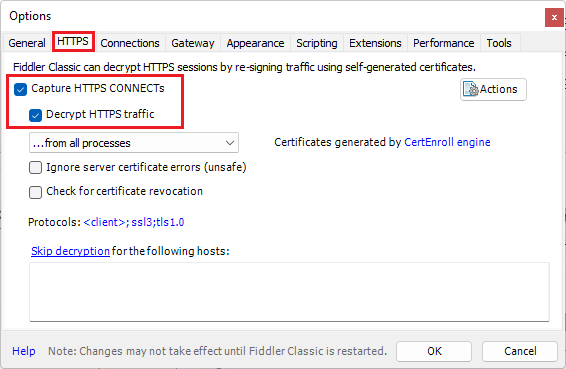 Options
x
General HTTPS Connections Gateway Appearance Scripting Extensions Performance Tools
Fiddler Classic can decrypt HTTPS sessions by re-signing traffic using self-generated certificates.
Capture HTTPS CONNECTs
Actions
Decrypt HTTPS traffic
...from all processes
Certificates generated by CertEnroll engine
Ignore server certificate errors (unsafe)
Check for certificate revocation
Protocols: <client>;ssl3;tls1.0
Skip decryption for the following hosts:
Help Note: Changes may not take effect until Fiddler Classic is restarted. OK Cancel